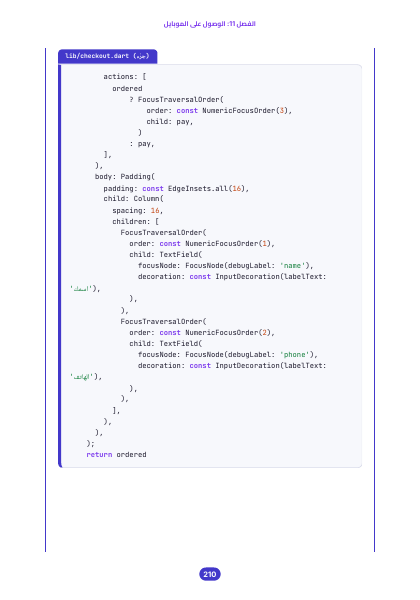 الفصل 11: الوصول على الموبايل
lib/checkout.dart (جزء)
actions: [
ordered
? FocusTraversalOrder(
order: const NumericFocusOrder(3),
child: pay,
)
: pay,
],
),
body: Padding(
padding: const EdgeInsets.all(16),
child: Column(
spacing: 16,
children: [
FocusTraversalOrder(
order: const NumericFocusOrder(1),
child: TextField(
focusNode: FocusNode(debugLabel: 'name'),
decoration: const InputDecoration(labelText:
'اسمك'),
),
),
FocusTraversalOrder(
order: const NumericFocusOrder(2),
child: TextField(
focusNode: FocusNode(debugLabel: 'phone'),
decoration: const InputDecoration(labelText:
'الهاتف'),
),
),
],
),
),
);
return ordered
210